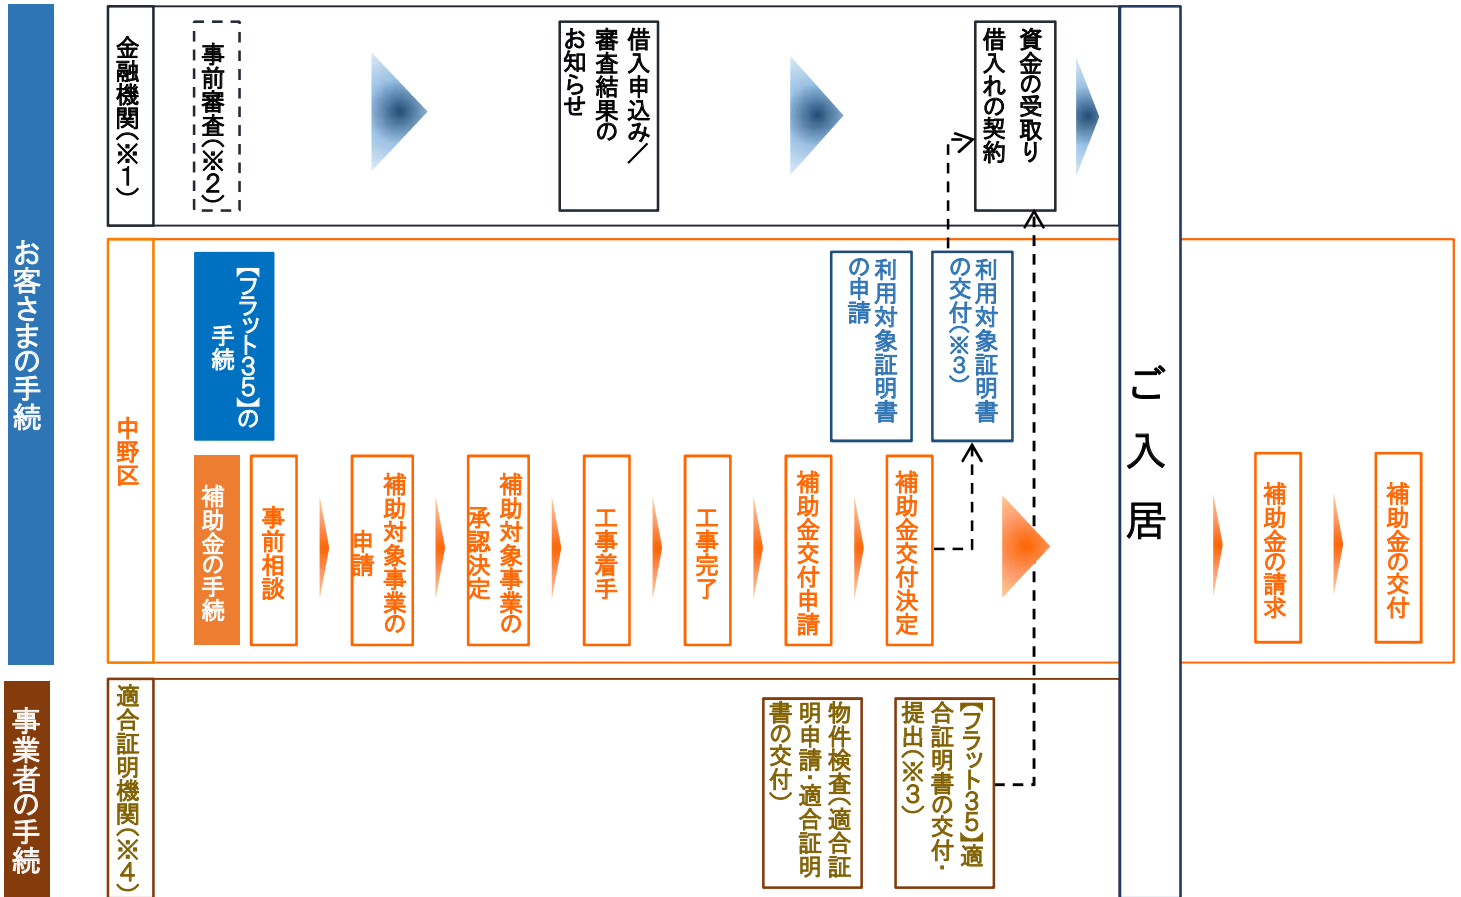 お客さまの手続
金融機関（※1）
事前審査（※2）
借入申込み／
審査結果の
お知らせ
資金の受取り
借入れの契約
中野区
【フラット３５】の
手続
利用対象証明書
の申請
利用対象証明書
の交付（※3）
補助金の手続
事前相談
補助対象事業の
申請
補助対象事業の
承認決定
工事着手
工事完了
補助金交付申請
補助金交付決定
ご入居
補助金の請求
補助金の交付
事業者の手続
適合証明機関（※4）
物件検査（適合証
明申請・適合証明
書の交付）
【フラット３５】適
合証明書の交付・
提出（※3）